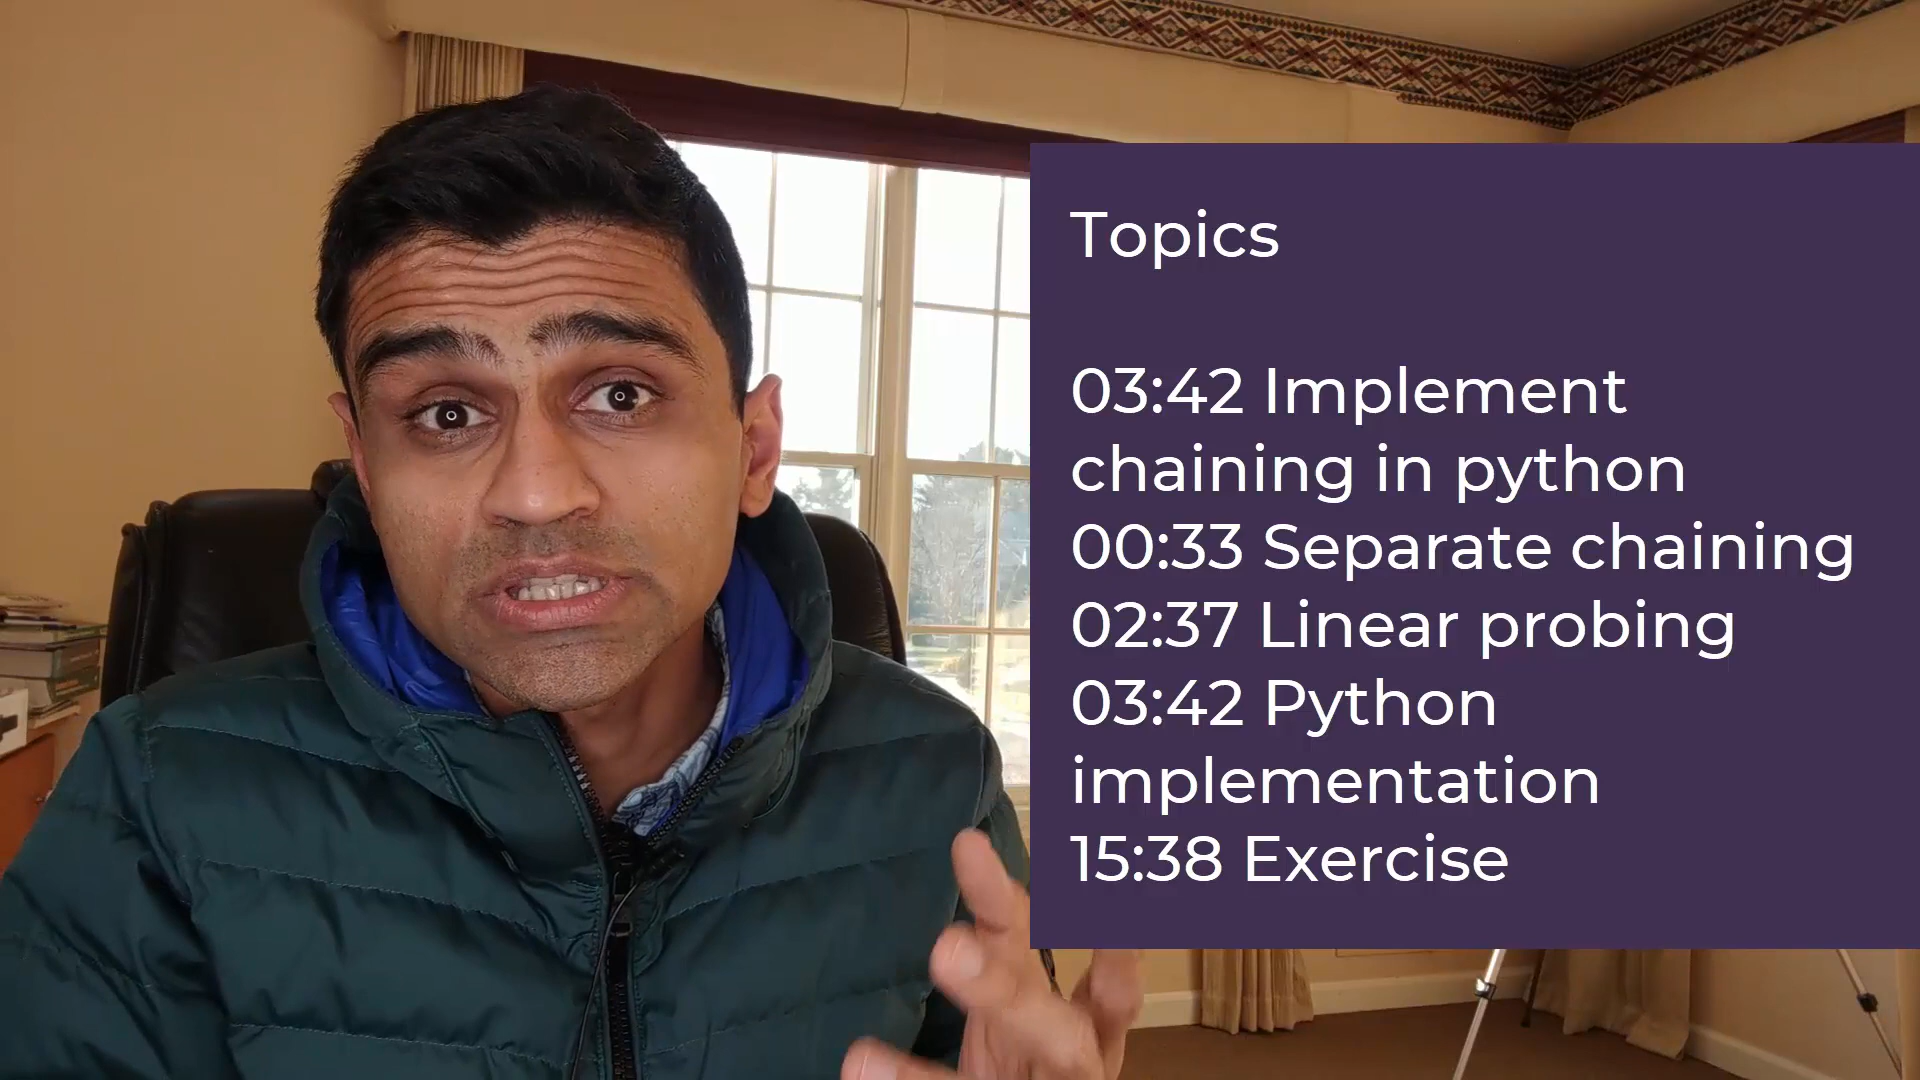 Topics
03:42 Implement
chaining in python
00:33 Separate chaining
02:37 Linear probing
03:42 Python
implementation
15:38 Exercise